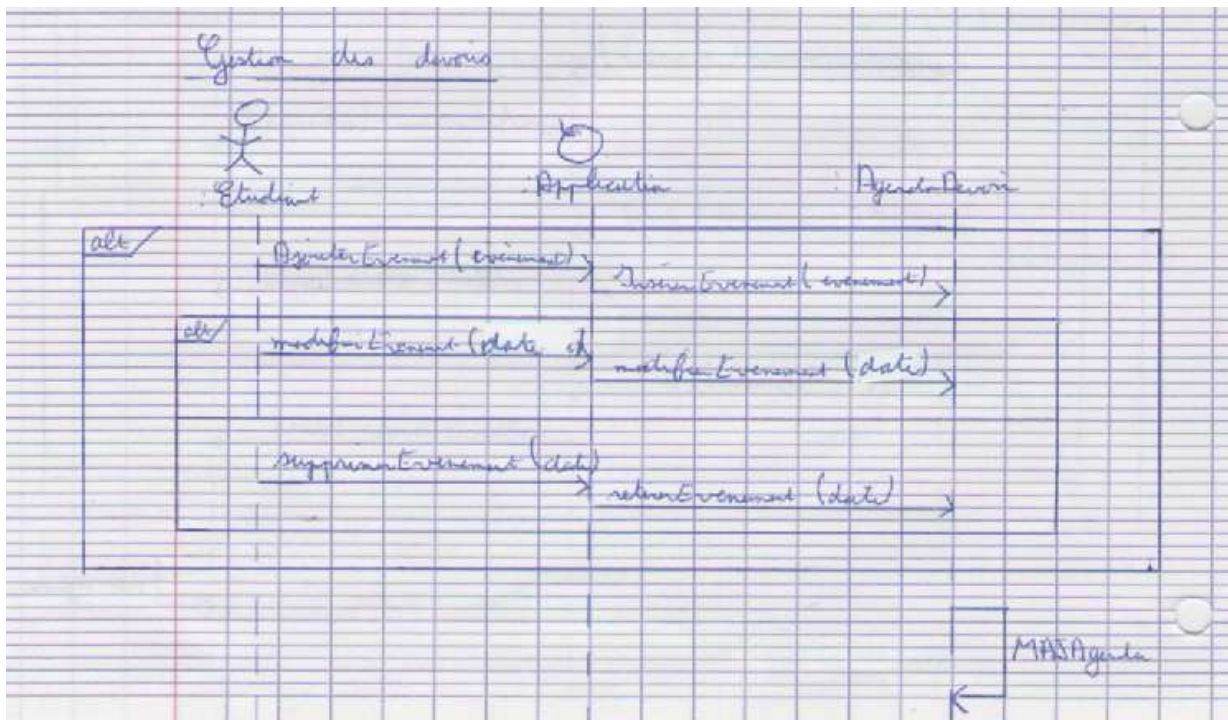 Gestion des devoirs
: Etudiant
: Application
: AgendaDevoir
alt
AjouterEvenement (evenement)
InsererEvenement (evenement)
alt
modifierEvenement (date
modifierEvenement (date)
supprimerEvenement (date)
retirerEvenement (date)
MAJAgenda